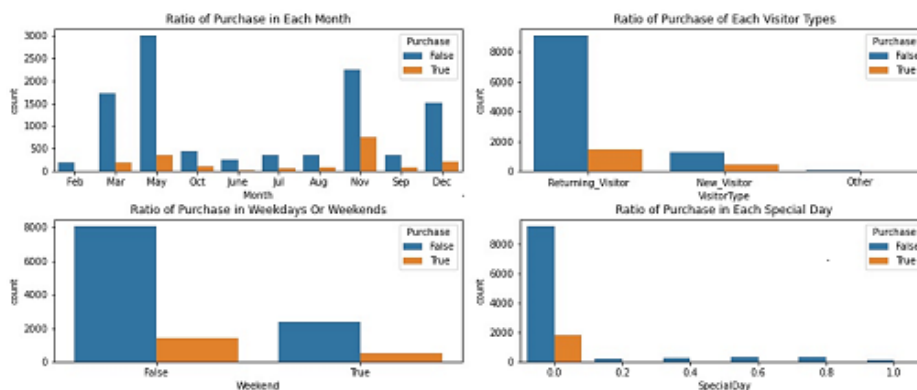 Ratio of Purchase in Each Month
3000
2500
2000
1500
1000
500
0
count
Purchase
False
True
Feb Mar May Oct June Jul Aug Nov Sep Dec
Month
Ratio of Purchase of Each Visitor Types
8000
6000
4000
2000
0
count
Purchase
False
True
Returning_Visitor New_Visitor Other
VisitorType
Ratio of Purchase in Weekdays Or Weekends
8000
6000
4000
2000
0
count
Purchase
False
True
False True
Weekend
Ratio of Purchase in Each Special Day
8000
6000
4000
2000
0
count
Purchase
False
True
0.0 0.2 0.4 0.6 0.8 1.0
SpecialDay